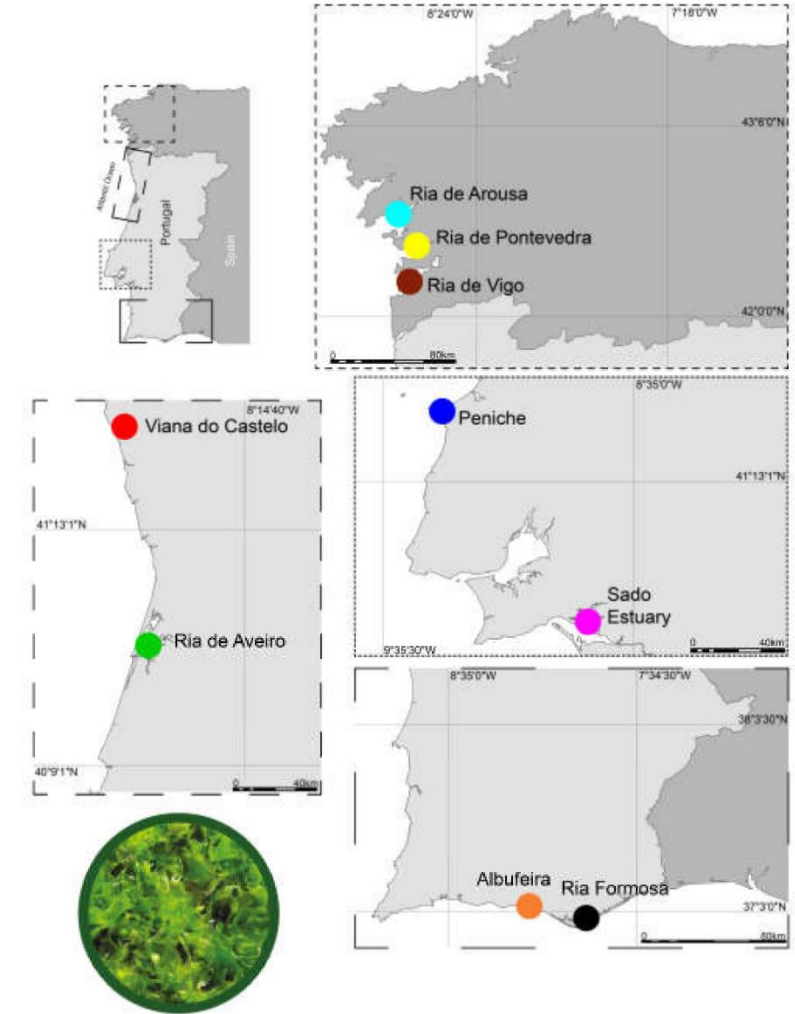 Atlantic Ocean
Portugal
Spain
8°24'0"W
7°18'0"W
43°6'0"N
Ria de Arousa
Ria de Pontevedra
Ria de Vigo
42°0'0"N
0
80km
8°14'40"W
Viana do Castelo
41°13'1"N
Ria de Aveiro
40°9'1"N
0
40km
8°35'0"W
Peniche
41°13'1"N
Sado
Estuary
9°35'30"W
0
40km
8°35'0"W
7°34'30"W
38°3'30"N
Albufeira
Ria Formosa
37°3'0"N
0
80km